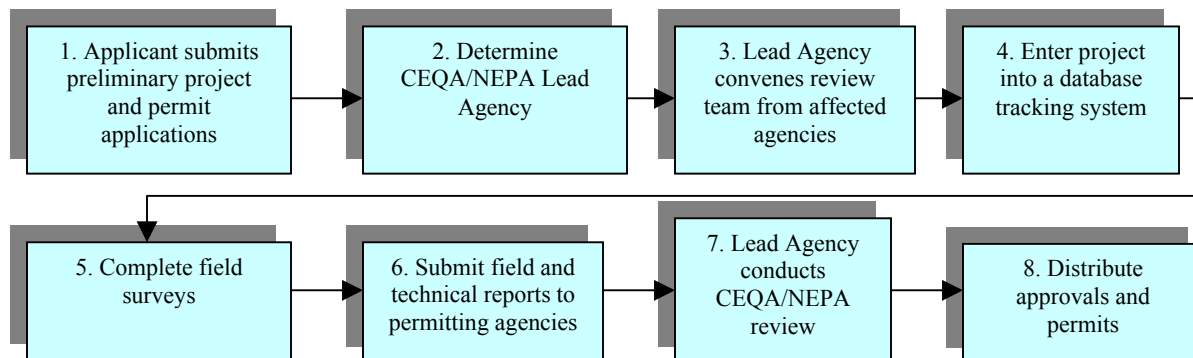 1. Applicant submits
preliminary project
and permit
applications
2. Determine
CEQA/NEPA Lead
Agency
3. Lead Agency
convenes review
team from affected
agencies
4. Enter project
into a database
tracking system
5. Complete field
surveys
6. Submit field and
technical reports to
permitting agencies
7. Lead Agency
conducts
CEQA/NEPA
review
8. Distribute
approvals and
permits